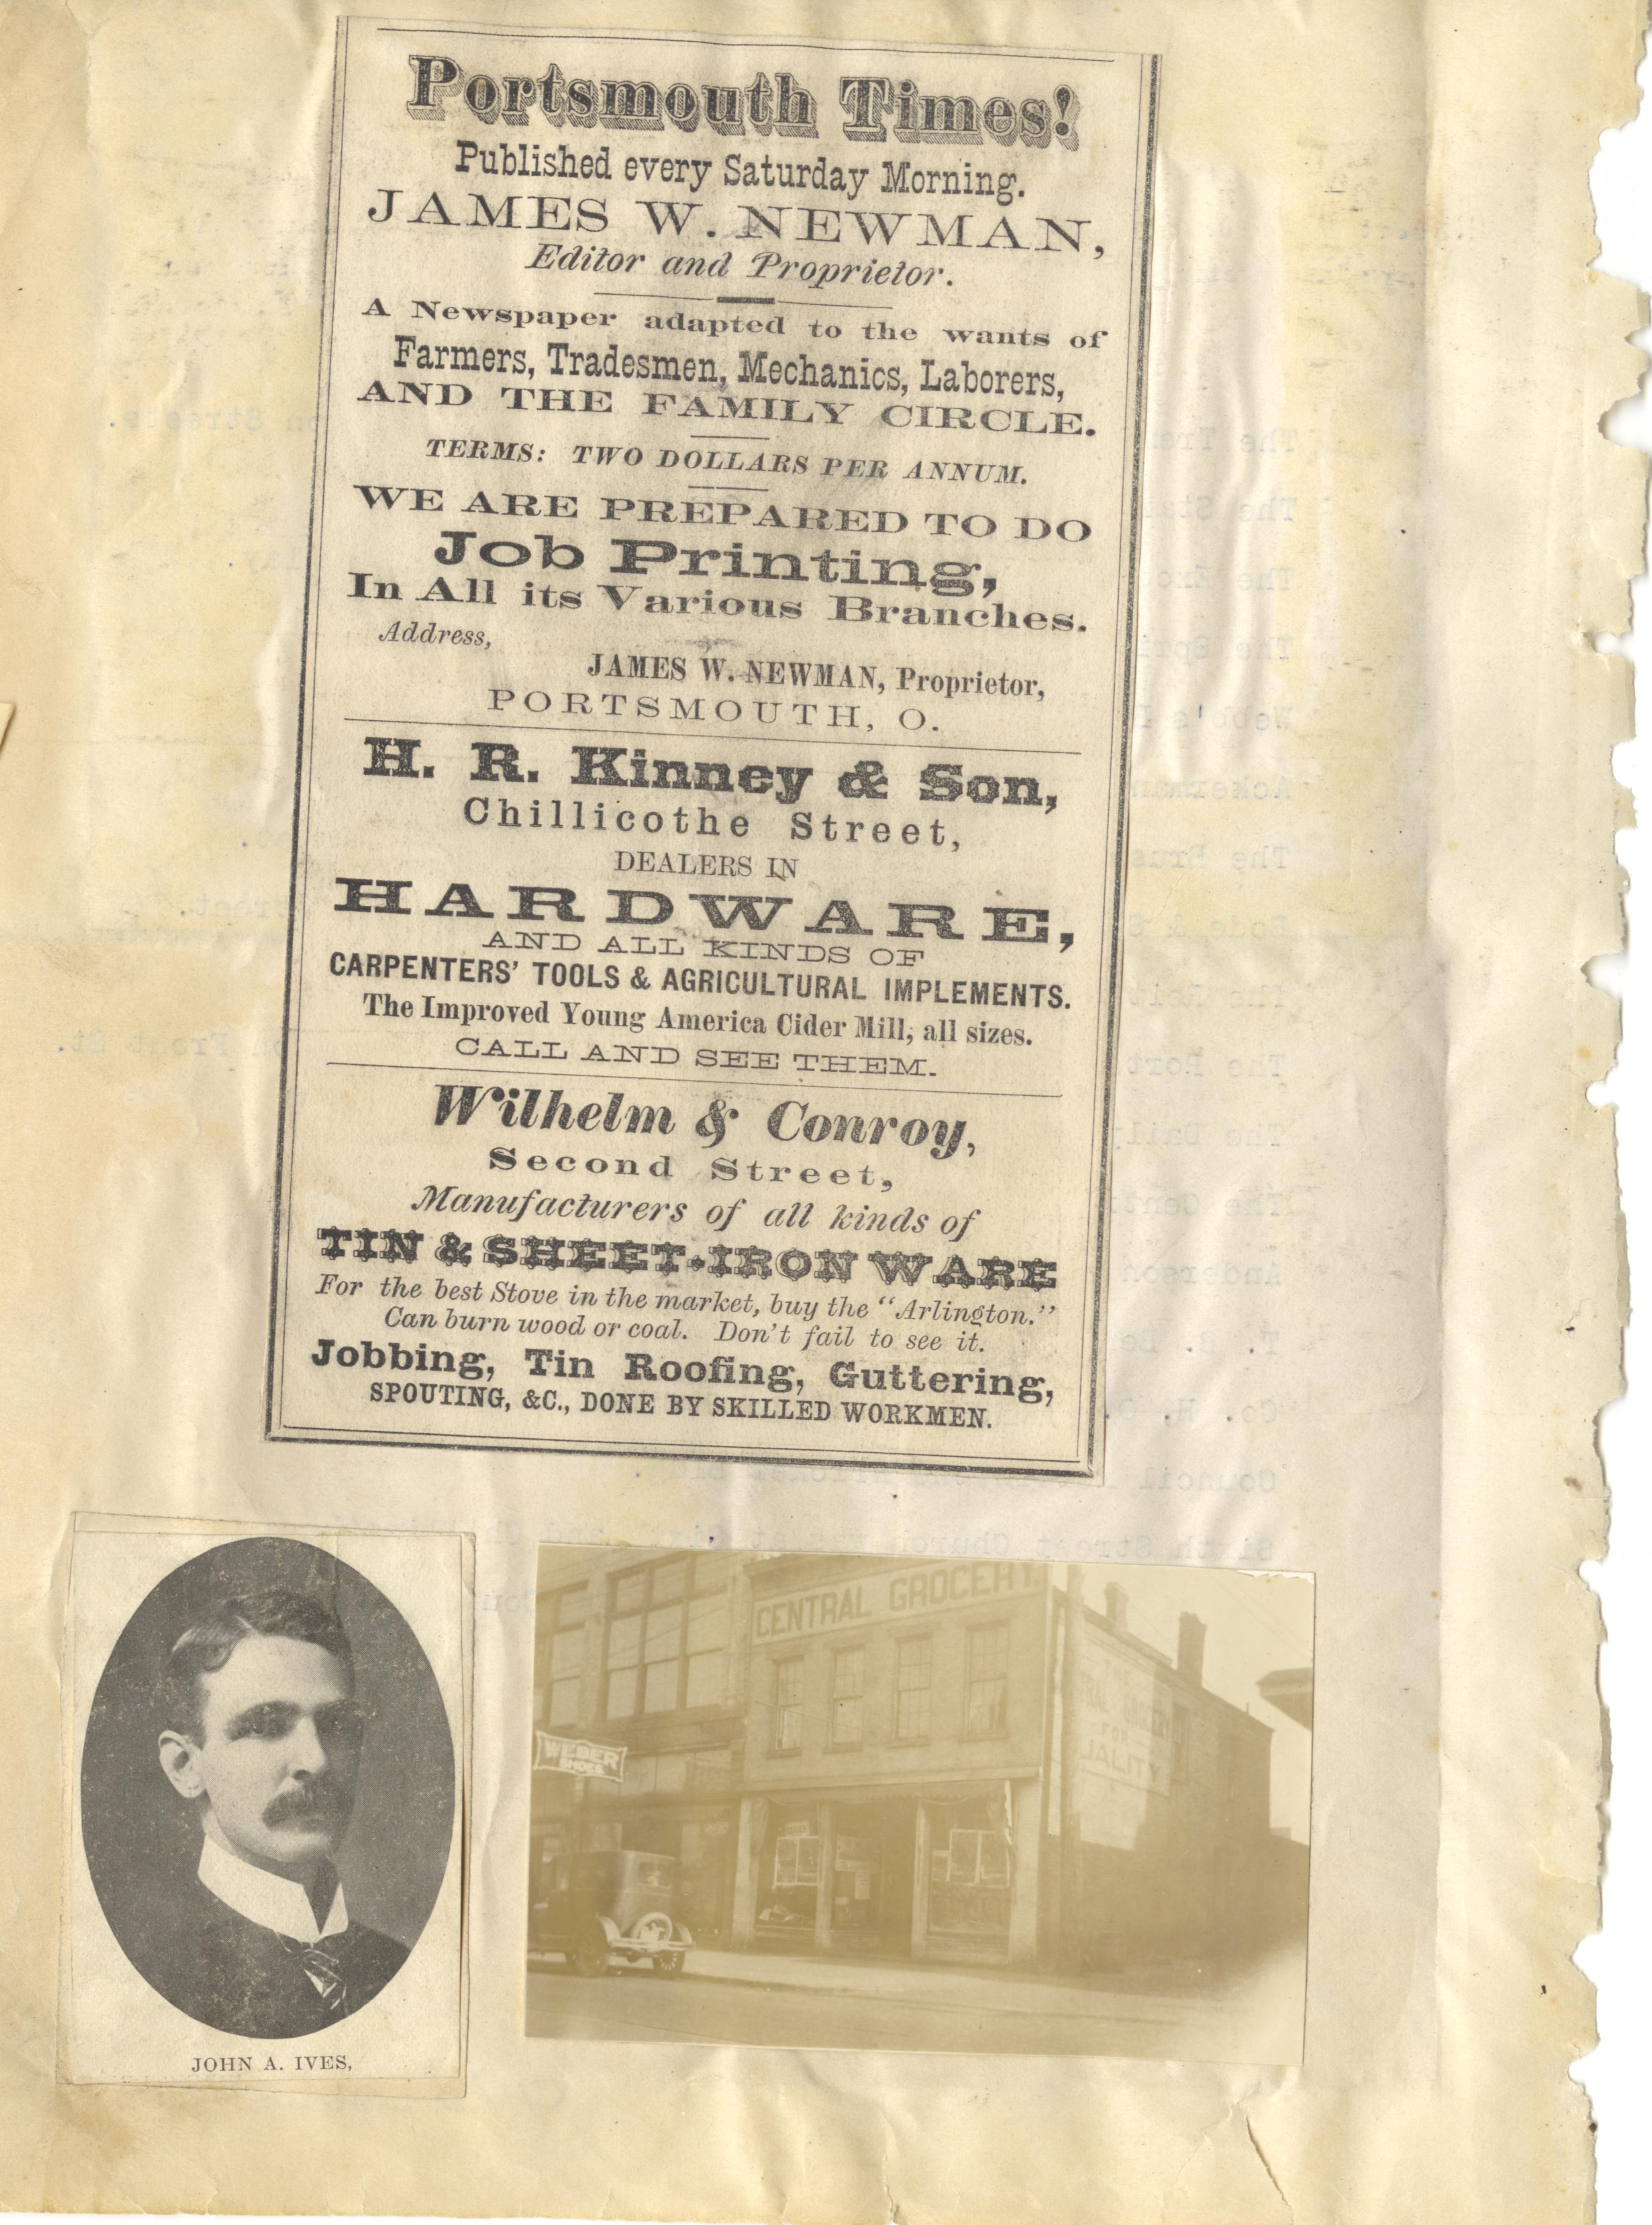 Portsmouth Times!
Published every Saturday Morning.
JAMES W. NEWMAN,
Editor and Proprietor.
A Newspaper adapted to the wants of
Farmers, Tradesmen, Mechanics, Laborers,
AND THE FAMILY CIRCLE.
TERMS: TWO DOLLARS PER ANNUM.
WE ARE PREPARED TO DO
Job Printing,
In All its Various Branches.
Address,
JAMES W. NEWMAN, Proprietor,
PORTSMOUTH, O.
H. R. Kinney & Son,
Chillicothe Street,
DEALERS IN
HARDWARE,
AND ALL KINDS OF
CARPENTERS' TOOLS & AGRICULTURAL IMPLEMENTS.
The Improved Young America Cider Mill, all sizes.
CALL AND SEE THEM.
Wilhelm & Conroy,
Second Street,
Manufacturers of all kinds of
TIN & SHEET-IRON WARE
For the best Stove in the market, buy the "Arlington."
Can burn wood or coal. Don't fail to see it.
Jobbing, Tin Roofing, Guttering,
SPOUTING, &C., DONE BY SKILLED WORKMEN.
JOHN A. IVES,
CENTRAL GROCERY.
WEBER
SHOES
FOR